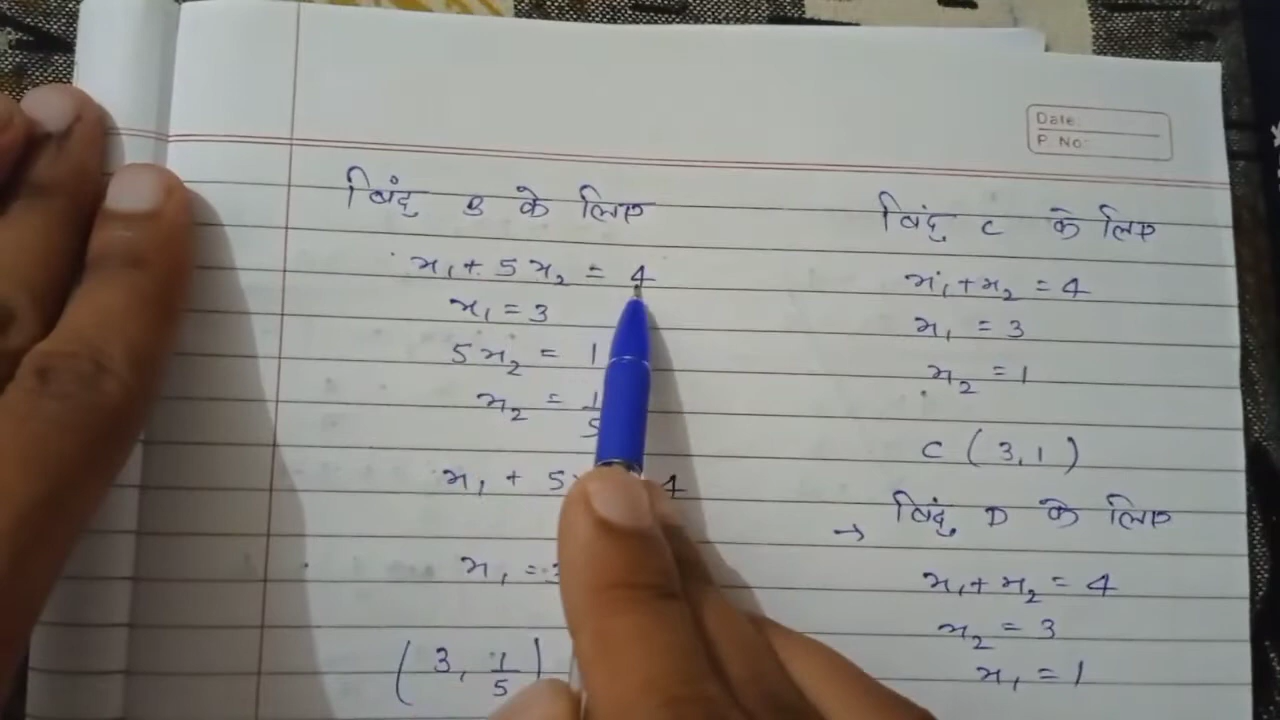 Date
P. No:
बिंदु B के लिए
x₁ + 5x₂ = 4
x₁ = 3
5x₂ = 1
x₂ = 1/5
x₁ + 5 4
x₁ =
(3, 1/5)
बिंदु C के लिए
x₁ + x₂ = 4
x₁ = 3
x₂ = 1
C (3, 1)
→ बिंदु D के लिए
x₁ + x₂ = 4
x₂ = 3
x₁ = 1